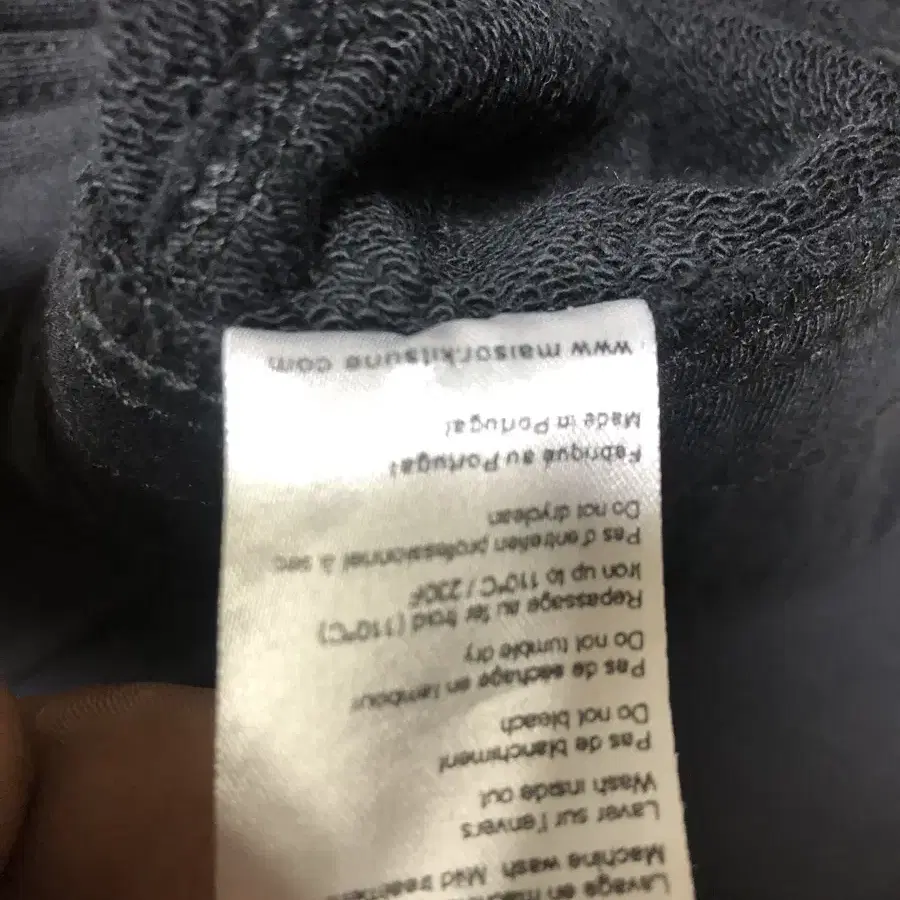 Lavage en
Machine wash Mild
Laver sur l'envers
Wash inside out
Pas de blanchiment
Do not bleach
Pas de séchage en tambour
Do not tumble dry
Repassage au fer froid (110°C)
Iron up to 110°C / 230F
Pas d'entretien professionnel à sec
Do not dryclean
Fabriqué au Portugal
Made in Portugal
www.maisonkitsune.com